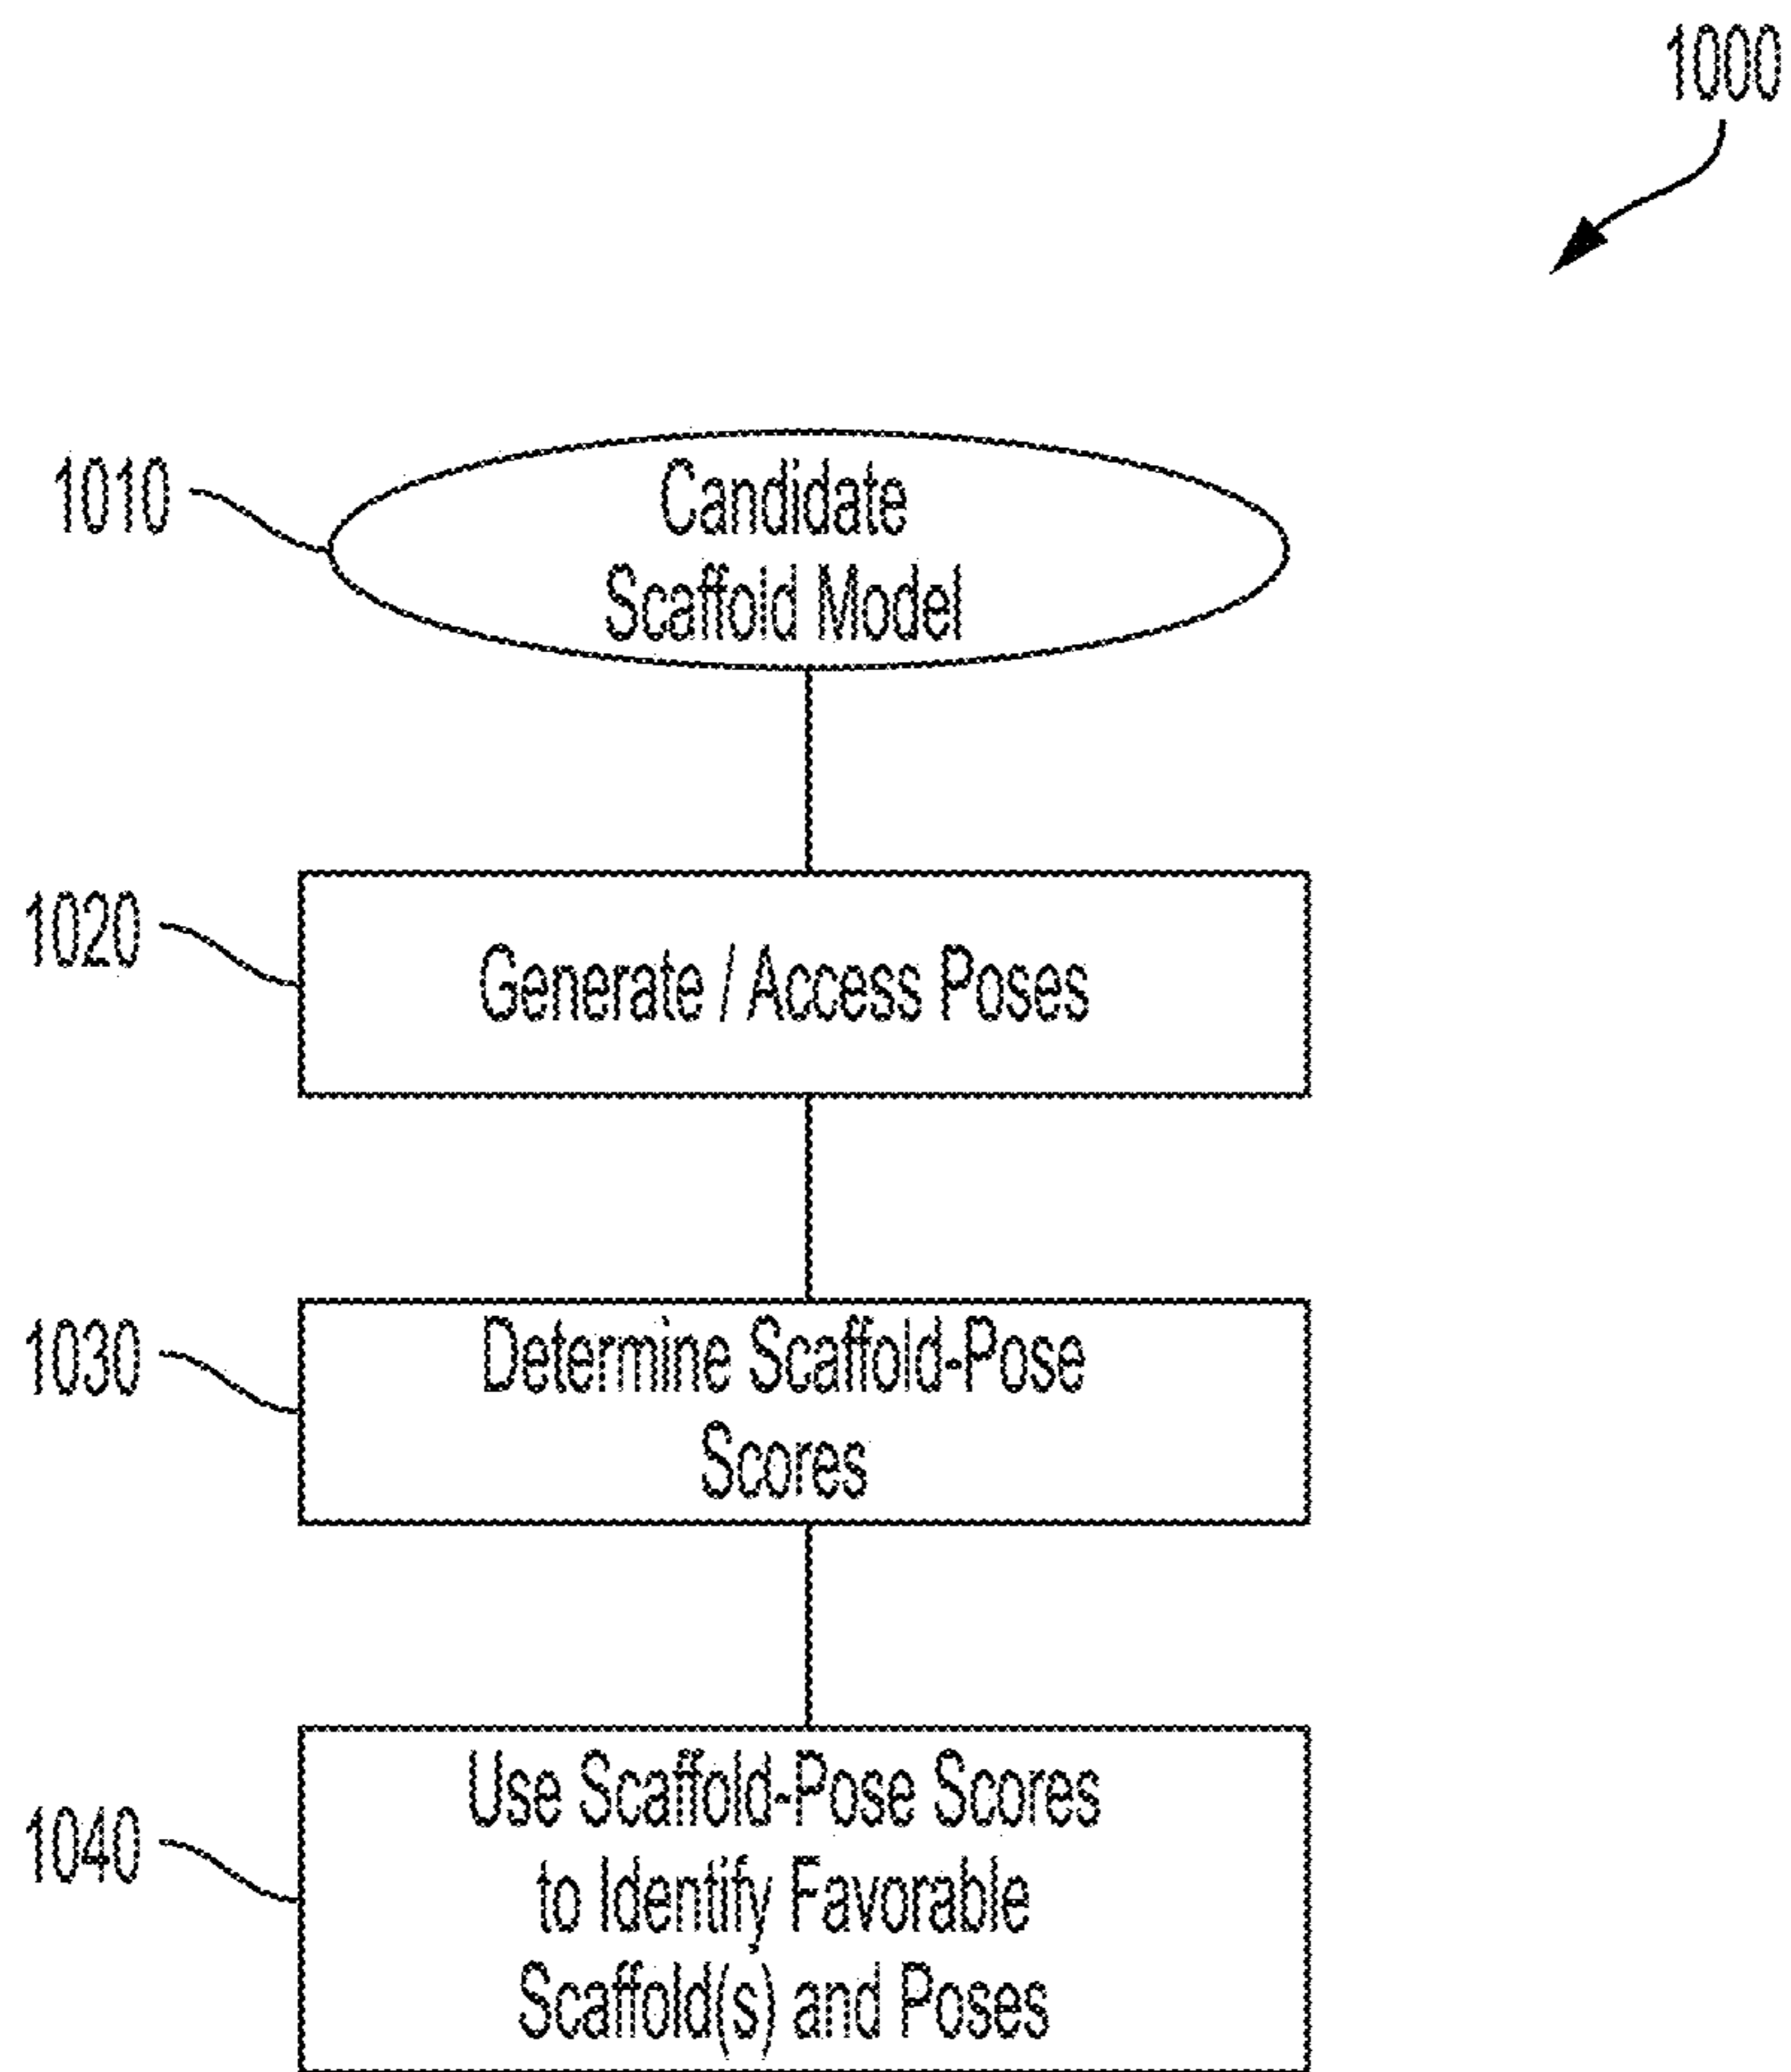 1000
1010
Candidate
Scaffold Model
1020
Generate / Access Poses
1030
Determine Scaffold-Pose
Scores
1040
Use Scaffold-Pose Scores
to Identify Favorable
Scaffold(s) and Poses